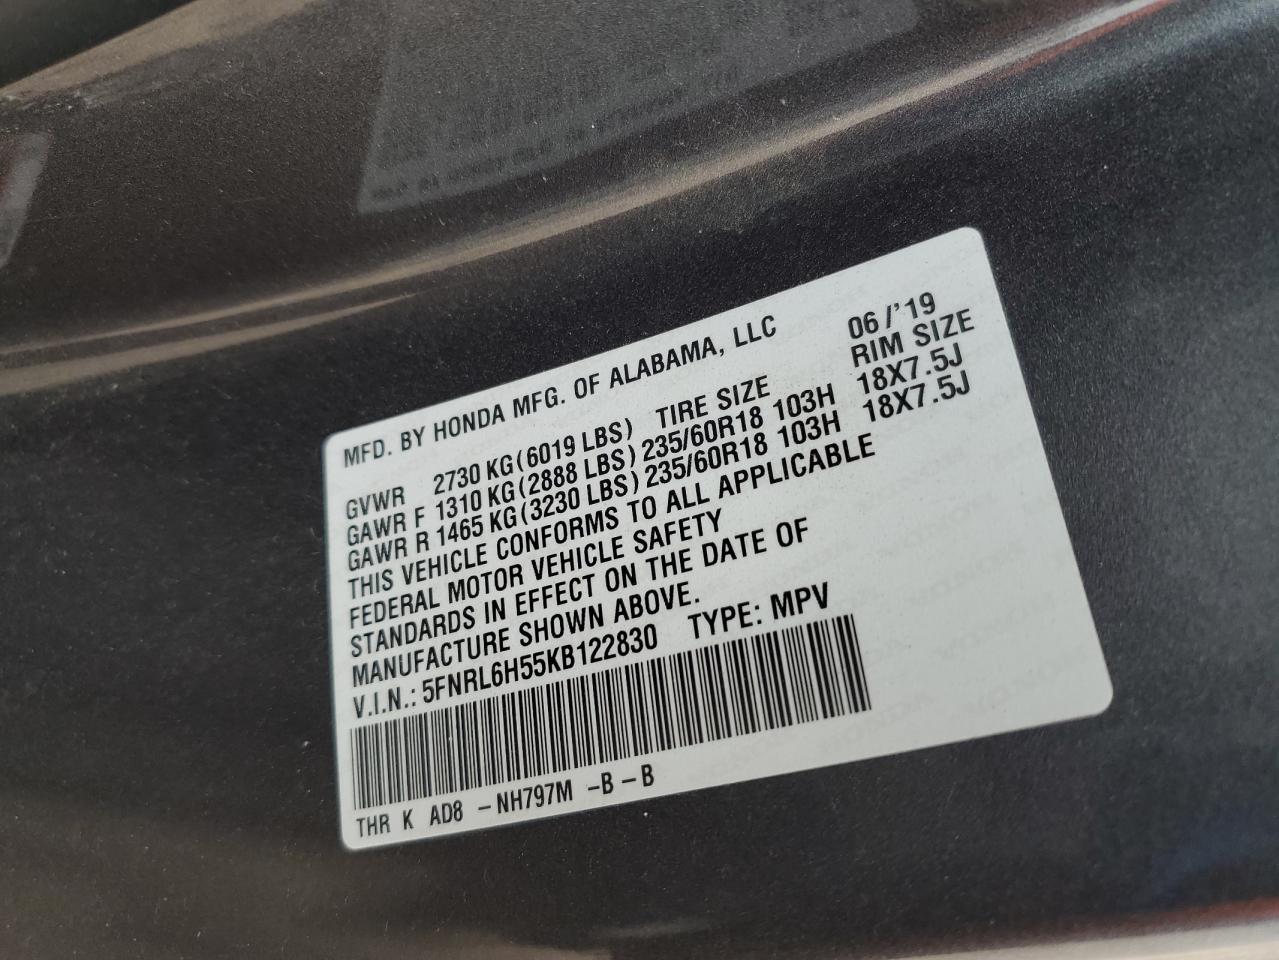 MFD. BY HONDA MFG. OF ALABAMA, LLC 06/'19
GVWR 2730 KG(6019 LBS) TIRE SIZE RIM SIZE
GAWR F 1310 KG(2888 LBS) 235/60R18 103H 18X7.5J
GAWR R 1465 KG(3230 LBS) 235/60R18 103H 18X7.5J
THIS VEHICLE CONFORMS TO ALL APPLICABLE
FEDERAL MOTOR VEHICLE SAFETY
STANDARDS IN EFFECT ON THE DATE OF
MANUFACTURE SHOWN ABOVE.
V.I.N.: 5FNRL6H55KB122830 TYPE: MPV
THR K AD8 -NH797M -B-B